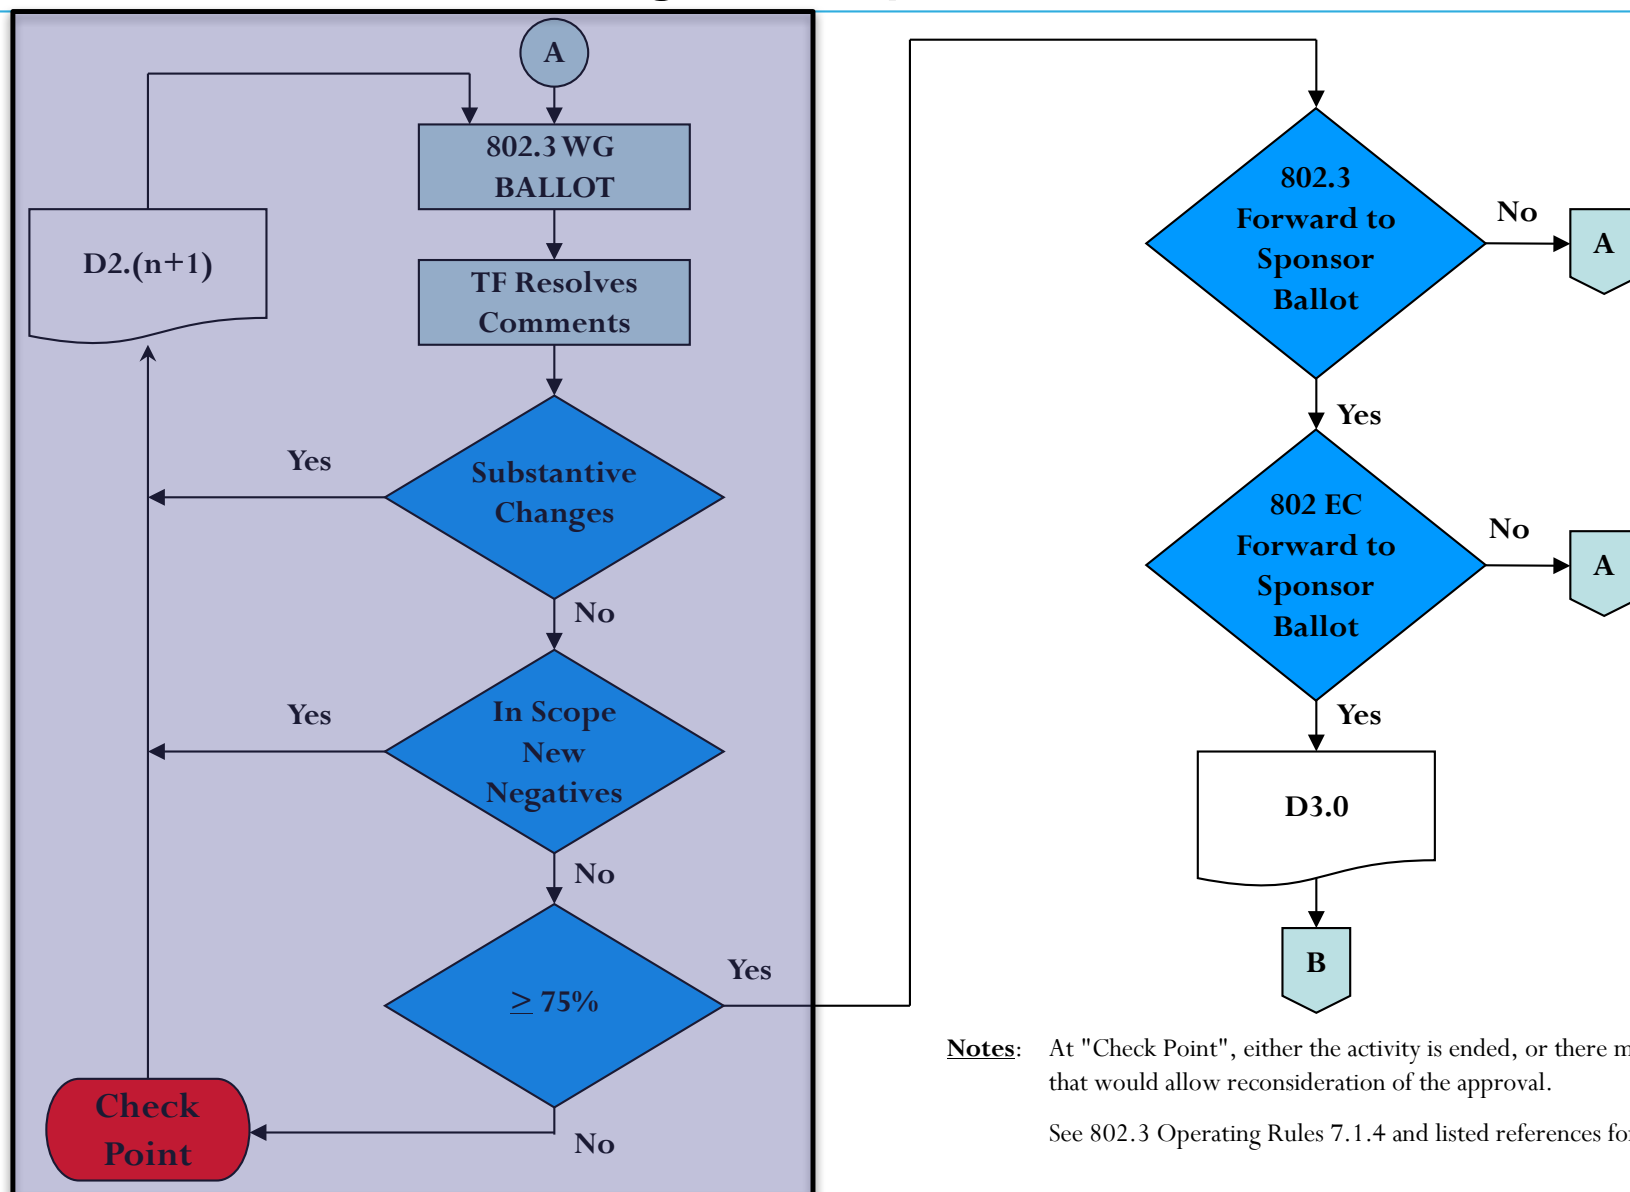 A
802.3 WG
BALLOT
D2.(n+1)
TF Resolves
Comments
Yes
Substantive
Changes
No
Yes
In Scope
New
Negatives
No
≥ 75%
Yes
Check
Point
No
802.3
Forward to
Sponsor
Ballot
No
A
Yes
802 EC
Forward to
Sponsor
Ballot
No
A
Yes
D3.0
B
Notes: At "Check Point", either the activity is ended, or there
that would allow reconsideration of the approval.
See 802.3 Operating Rules 7.1.4 and listed references